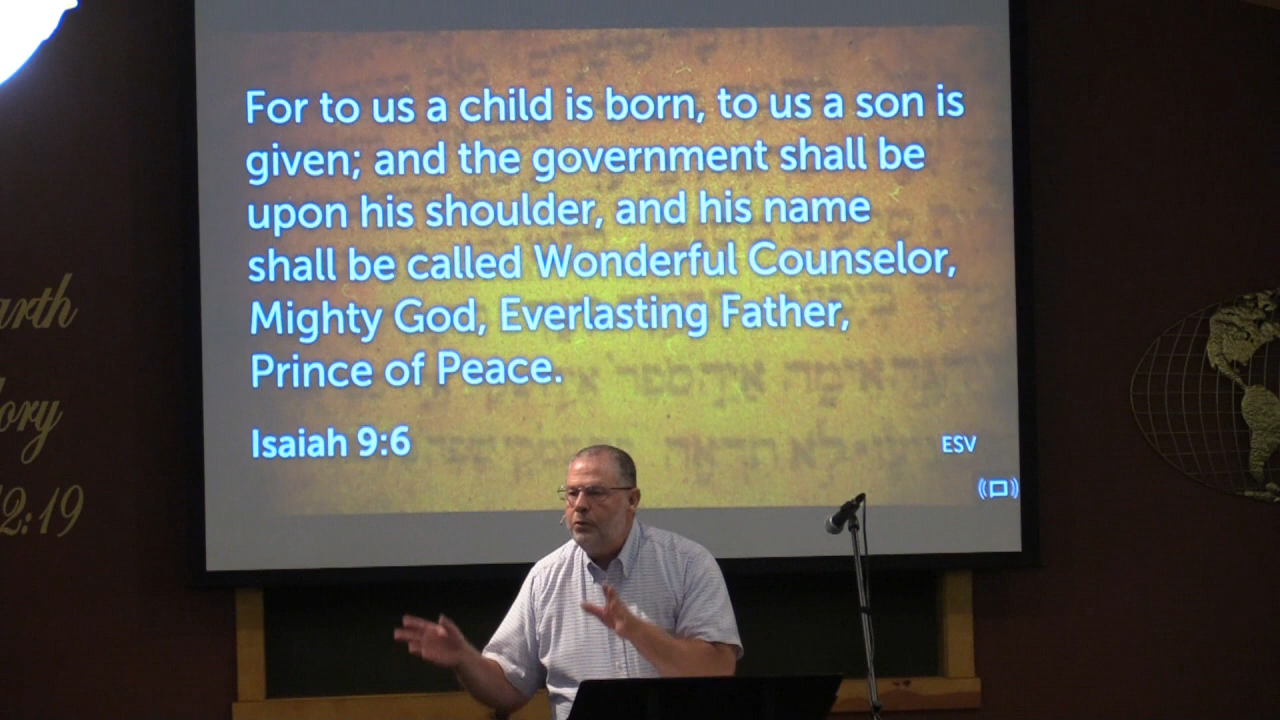 For to us a child is born, to us a son is
given; and the government shall be
upon his shoulder, and his name
shall be called Wonderful Counselor,
Mighty God, Everlasting Father,
Prince of Peace.
Isaiah 9:6
ESV
2:19